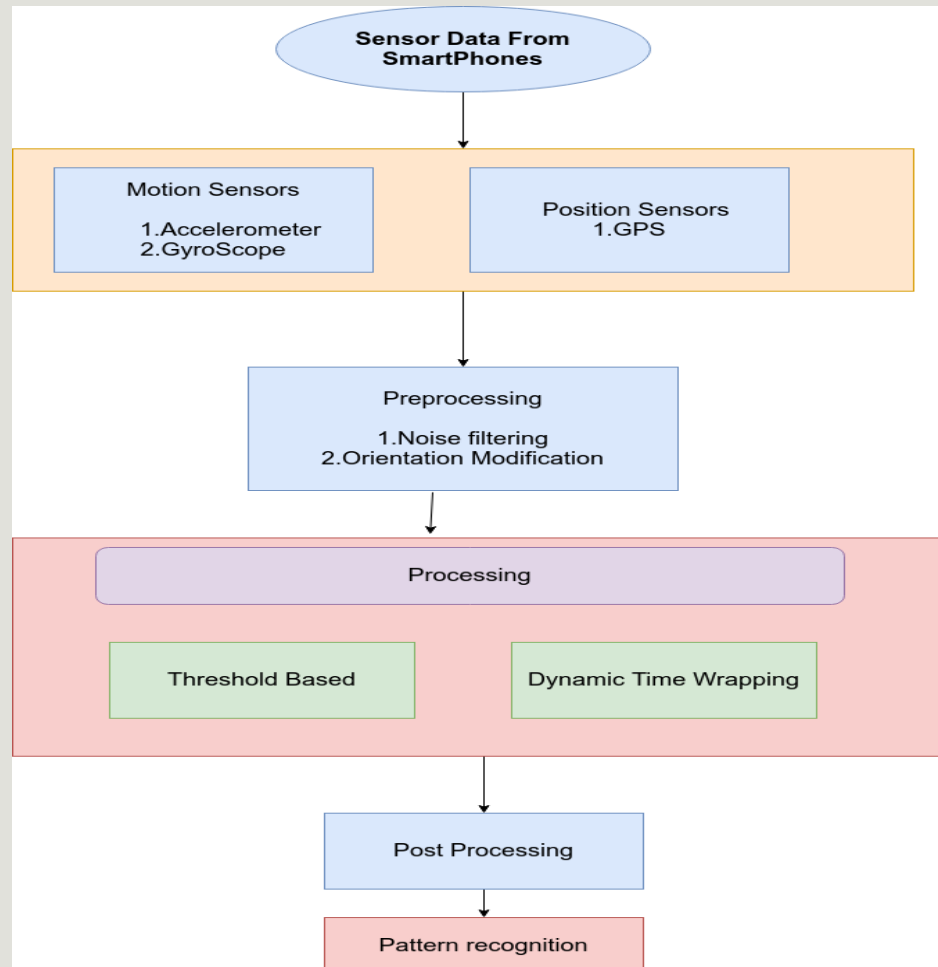 Sensor Data From
SmartPhones
Motion Sensors
1.Accelerometer
2.GyroScope
Position Sensors
1.GPS
Preprocessing
1.Noise filtering
2.Orientation Modification
Processing
Threshold Based
Dynamic Time Wrapping
Post Processing
Pattern recognition